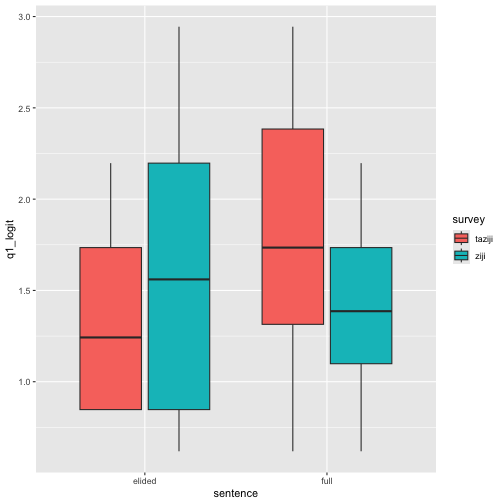 3.0
2.5
2.0
1.5
1.0
q1_logit
elided
full
sentence
survey
taziji
ziji